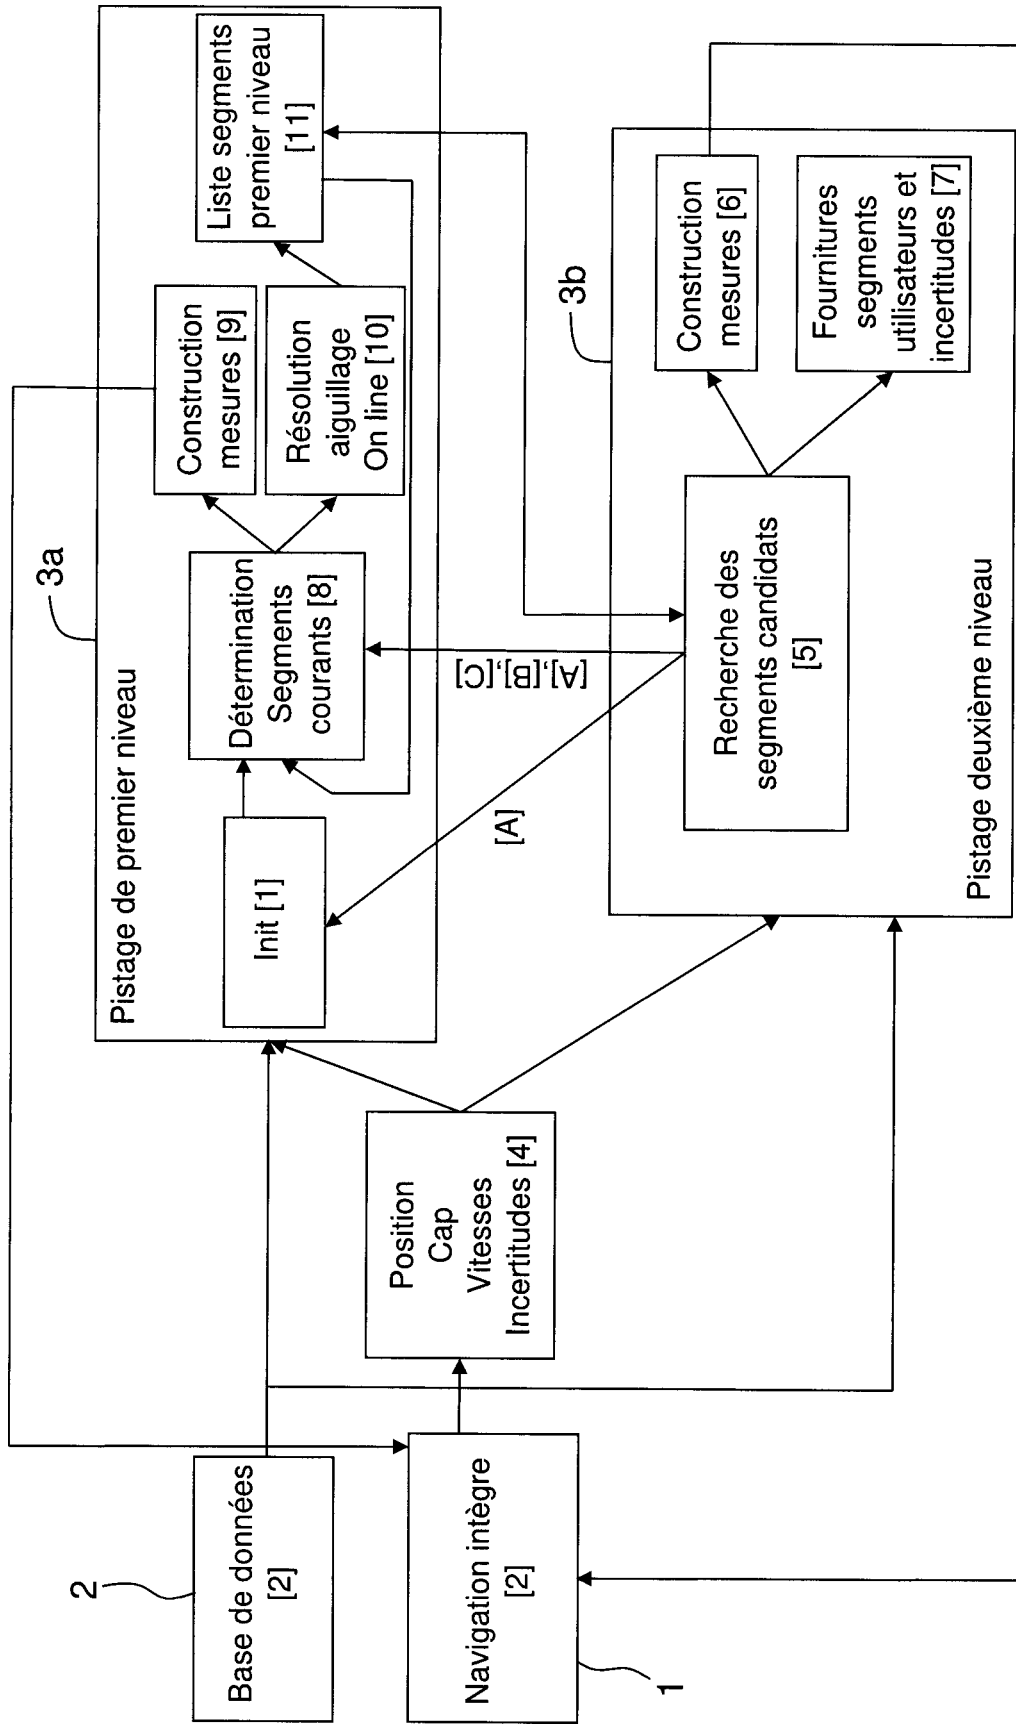 2
Base de données
[2]
Navigation intègre
[2]
1
Position
Cap
Vitesses
Incertitudes [4]
3a
Pistage de premier niveau
Init [1]
Détermination
Segments
courants [8]
Construction
mesures [9]
Résolution
aiguillage
On line [10]
Liste segments
premier niveau
[11]
[A]
[A],[B],[C]
3b
Recherche des
segments candidats
[5]
Construction
mesures [6]
Fournitures
segments
utilisateurs et
incertitudes [7]
Pistage deuxième niveau